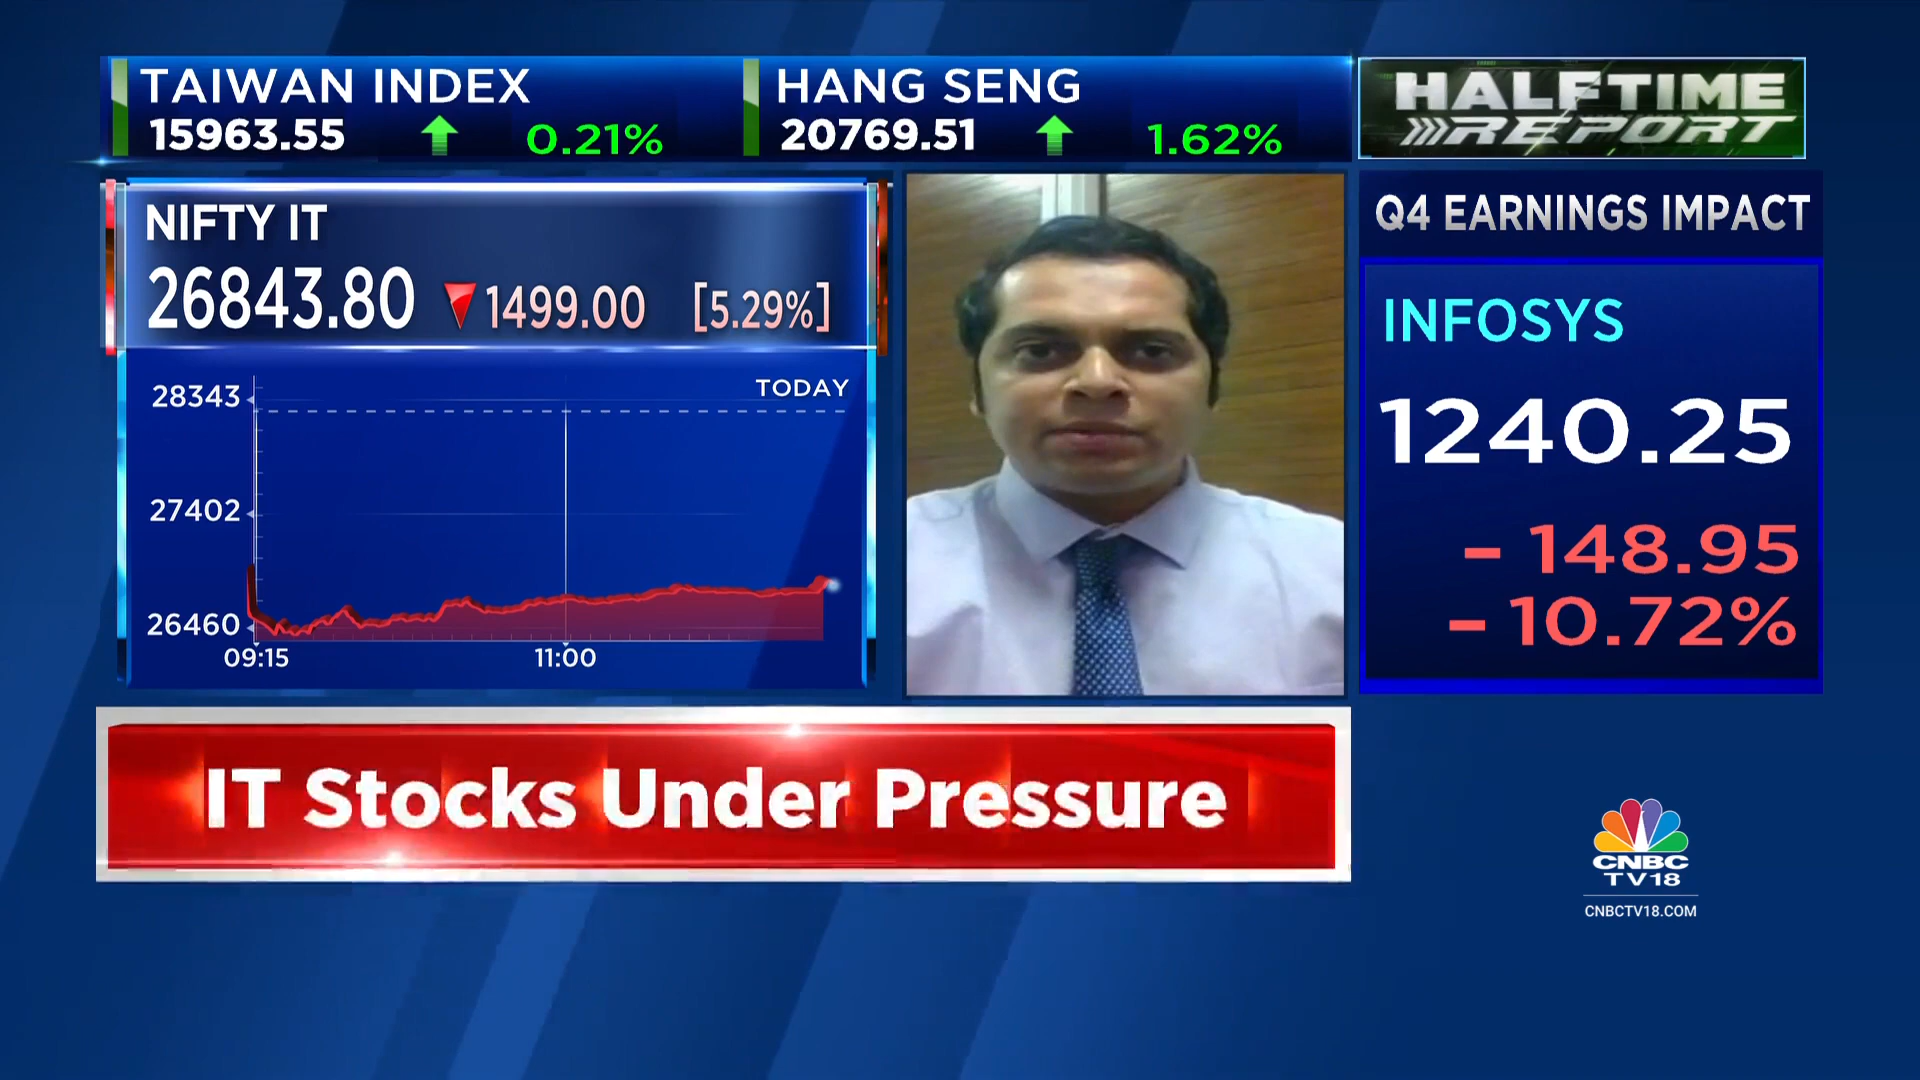 TAIWAN INDEX
15963.55 0.21%
HANG SENG
20769.51 1.62%
HALFTIME
REPORT
NIFTY IT
26843.80 1499.00 [5.29%]
TODAY
28343
27402
26460
09:15 11:00
Q4 EARNINGS IMPACT
INFOSYS
1240.25
- 148.95
- 10.72%
IT Stocks Under Pressure
CNBC
TV18
CNBCTV18.COM